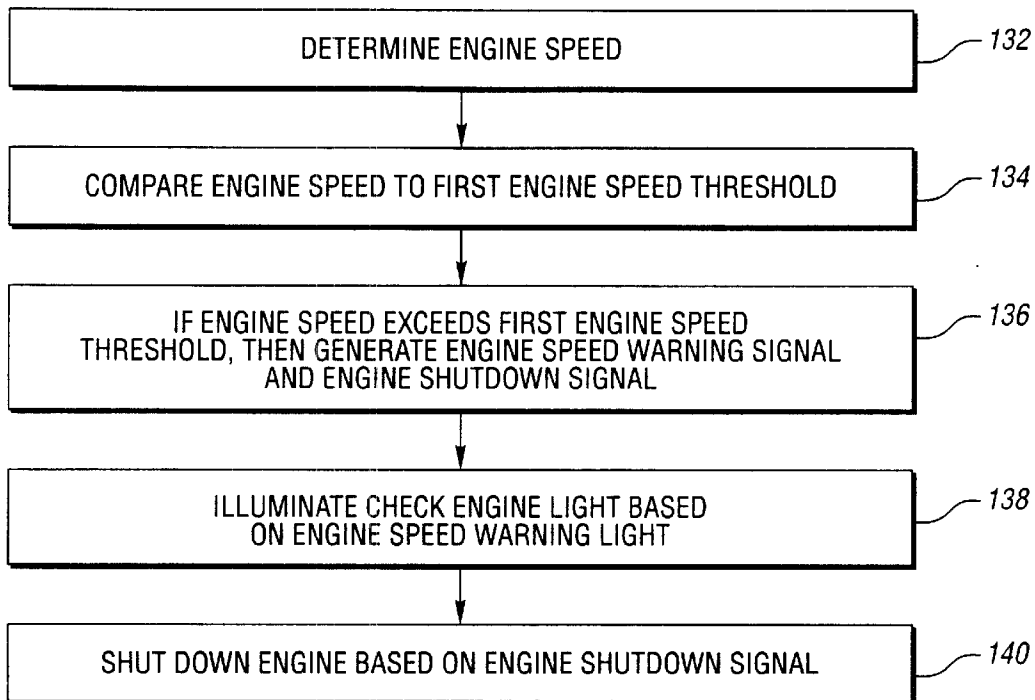 DETERMINE ENGINE SPEED
132
COMPARE ENGINE SPEED TO FIRST ENGINE SPEED THRESHOLD
134
IF ENGINE SPEED EXCEEDS FIRST ENGINE SPEED
THRESHOLD, THEN GENERATE ENGINE SPEED WARNING SIGNAL
AND ENGINE SHUTDOWN SIGNAL
136
ILLUMINATE CHECK ENGINE LIGHT BASED
ON ENGINE SPEED WARNING LIGHT
138
SHUT DOWN ENGINE BASED ON ENGINE SHUTDOWN SIGNAL
140